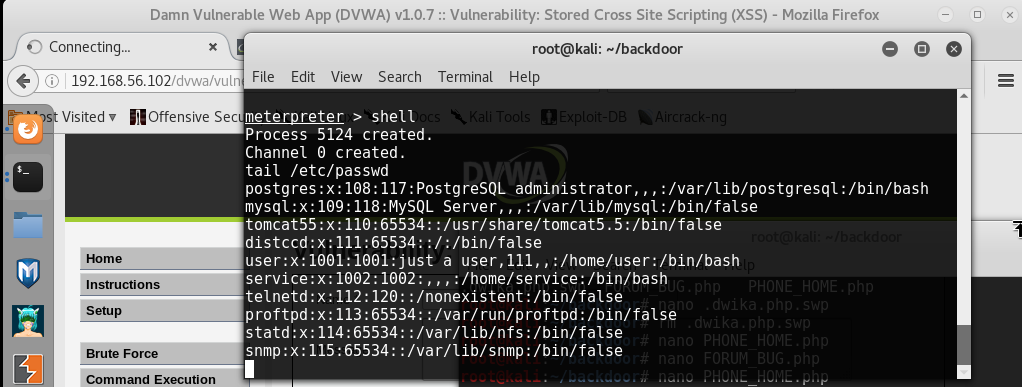 Damn Vulnerable Web App (DVWA) v1.0.7 :: Vulnerability: Stored Cross Site Scripting (XSS) - Mozilla Firefox
Connecting...
192.168.56.102/dvwa/vulne
Most Visited
Offensive Secu
Docs
Kali Tools
Exploit-DB
Aircrack-ng
root@kali: ~/backdoor
File Edit View Search Terminal Help
meterpreter > shell
Process 5124 created.
Channel 0 created.
tail /etc/passwd
postgres:x:108:117:PostgreSQL administrator,,,:/var/lib/postgresql:/bin/bash
mysql:x:109:118:MySQL Server,,,:/var/lib/mysql:/bin/false
tomcat55:x:110:65534::/usr/share/tomcat5.5:/bin/false
distccd:x:111:65534::/:/bin/false
user:x:1001:1001:just a user,111,,:/home/user:/bin/bash
service:x:1002:1002:,,,:/home/service:/bin/bash
telnetd:x:112:120::/nonexistent:/bin/false
proftpd:x:113:65534::/var/run/proftpd:/bin/false
statd:x:114:65534::/var/lib/nfs:/bin/false
snmp:x:115:65534::/var/lib/snmp:/bin/false
DVWA
Home
Instructions
Setup
Brute Force
Command Execution
root@kali: ~/backdoor
Help
FORUM_BUG.php PHONE_HOME.php
nano .dwika.php.swp
rm .dwika.php.swp
nano PHONE_HOME.php
nano FORUM_BUG.php
root@kali:~/backdoor# nano PHONE_HOME.php